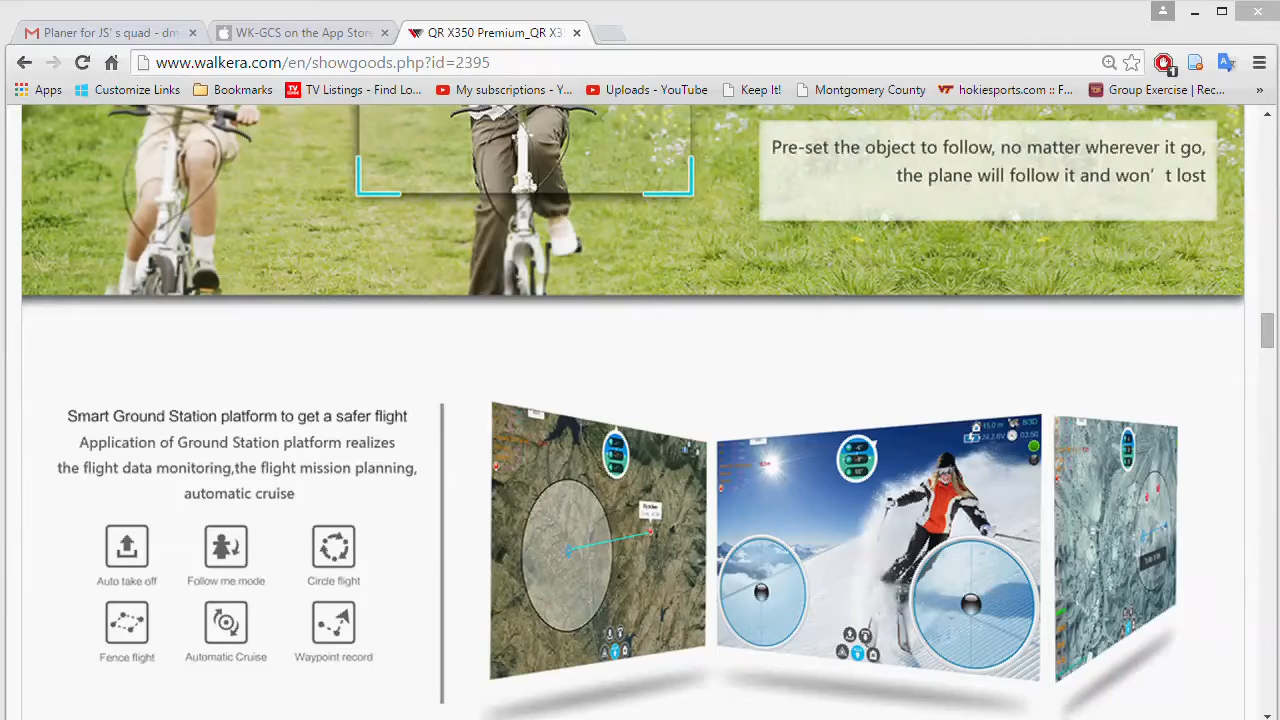 Planer for JS`s quad - dm
WK-GCS on the App Store
QR X350 Premium_QR X3
www.walkera.com/en/showgoods.php?id=2395
Apps
Customize Links
Bookmarks
TV Listings - Find Lo...
My subscriptions - Y...
Uploads - YouTube
Keep It!
Montgomery County
hokiesports.com :: F...
Group Exercise | Rec...
Pre-set the object to follow, no matter wherever it go,
the plane will follow it and won’t lost
Smart Ground Station platform to get a safer flight
Application of Ground Station platform realizes
the flight data monitoring,the flight mission planning,
automatic cruise
Auto take off
Follow me mode
Circle flight
Fence flight
Automatic Cruise
Waypoint record